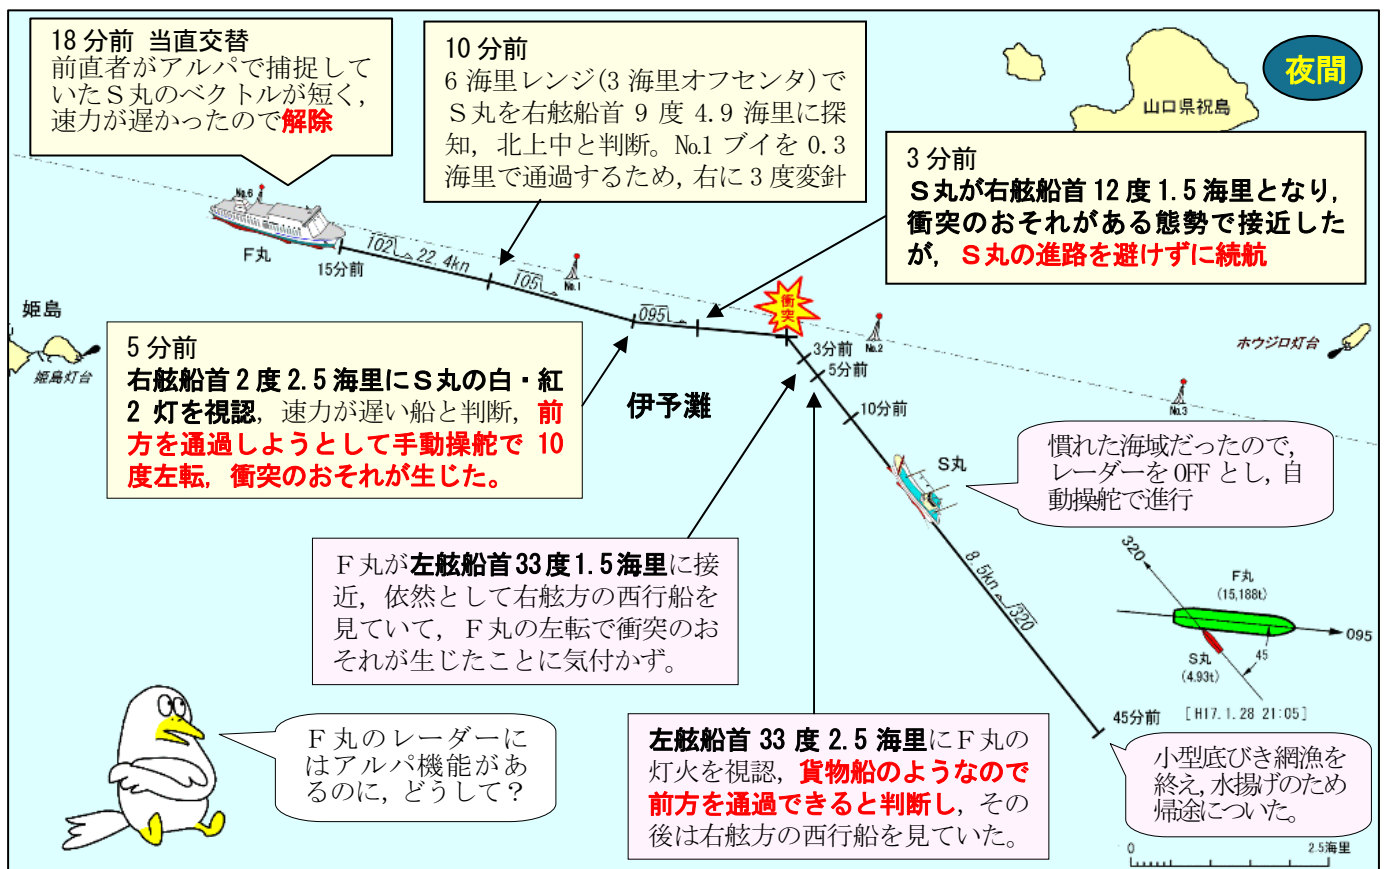 18 分前 当直交替
前直者がアルパで捕捉して
いたＳ丸のベクトルが短く，
速力が遅かったので解除
10 分前
6 海里レンジ(3 海里オフセンタ)で
Ｓ丸を右舷船首 9 度 4.9 海里に探
知，北上中と判断。№1 ブイを 0.3
海里で通過するため，右に 3 度変針
夜間
山口県祝島
3 分前
Ｓ丸が右舷船首 12 度 1.5 海里となり，
衝突のおそれがある態勢で接近した
が，Ｓ丸の進路を避けずに続航
No.6
Ｆ丸
15分前
102
22.4kn
105
No.1
095
衝突
3分前
5分前
10分前
No.2
No.3
ホウジロ灯台
姫島
姫島灯台
伊予灘
5 分前
右舷船首 2 度 2.5 海里にＳ丸の白・紅
2 灯を視認，速力が遅い船と判断，前
方を通過しようとして手動操舵で 10
度左転，衝突のおそれが生じた。
Ｓ丸
慣れた海域だったので，
レーダーを OFF とし，自
動操舵で進行
Ｆ丸が左舷船首 33 度 1.5 海里に接
近，依然として右舷方の西行船を
見ていて，Ｆ丸の左転で衝突のお
それが生じたことに気付かず。
8.5kn
320
320
Ｆ丸
(15,188t)
095
45
Ｓ丸
(4.93t)
[H17.1.28 21:05]
45分前
Ｆ丸のレーダーに
はアルパ機能があ
るのに，どうして？
左舷船首 33 度 2.5 海里にＦ丸の
灯火を視認，貨物船のようなので
前方を通過できると判断し，その
後は右舷方の西行船を見ていた。
小型底びき網漁を
終え，水揚げのため
帰途についた。
0
2.5海里